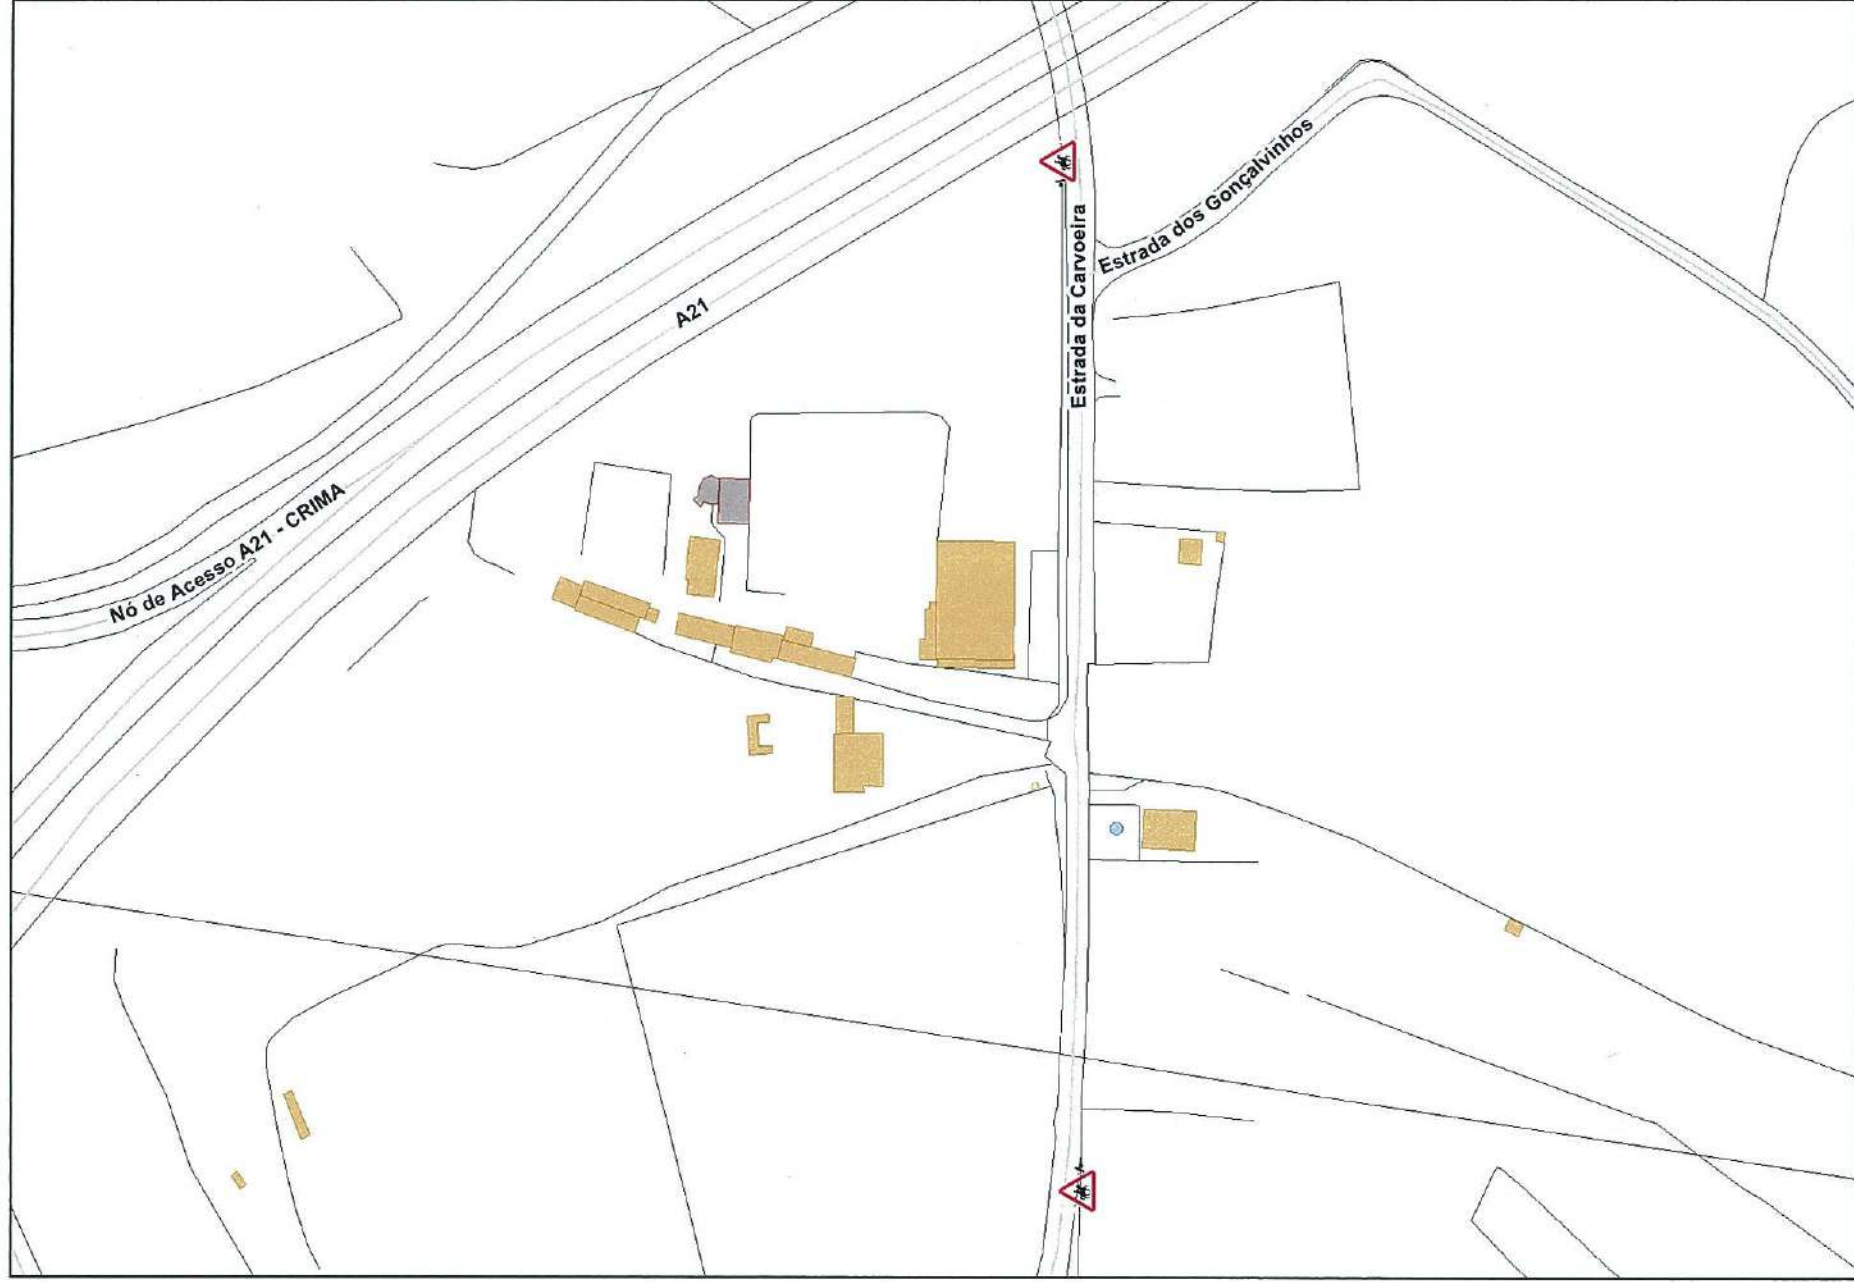 Estrada dos Gonçalvinhos
Estrada da Carvoeira
A21
Nó de Acesso A21 - CRIMA